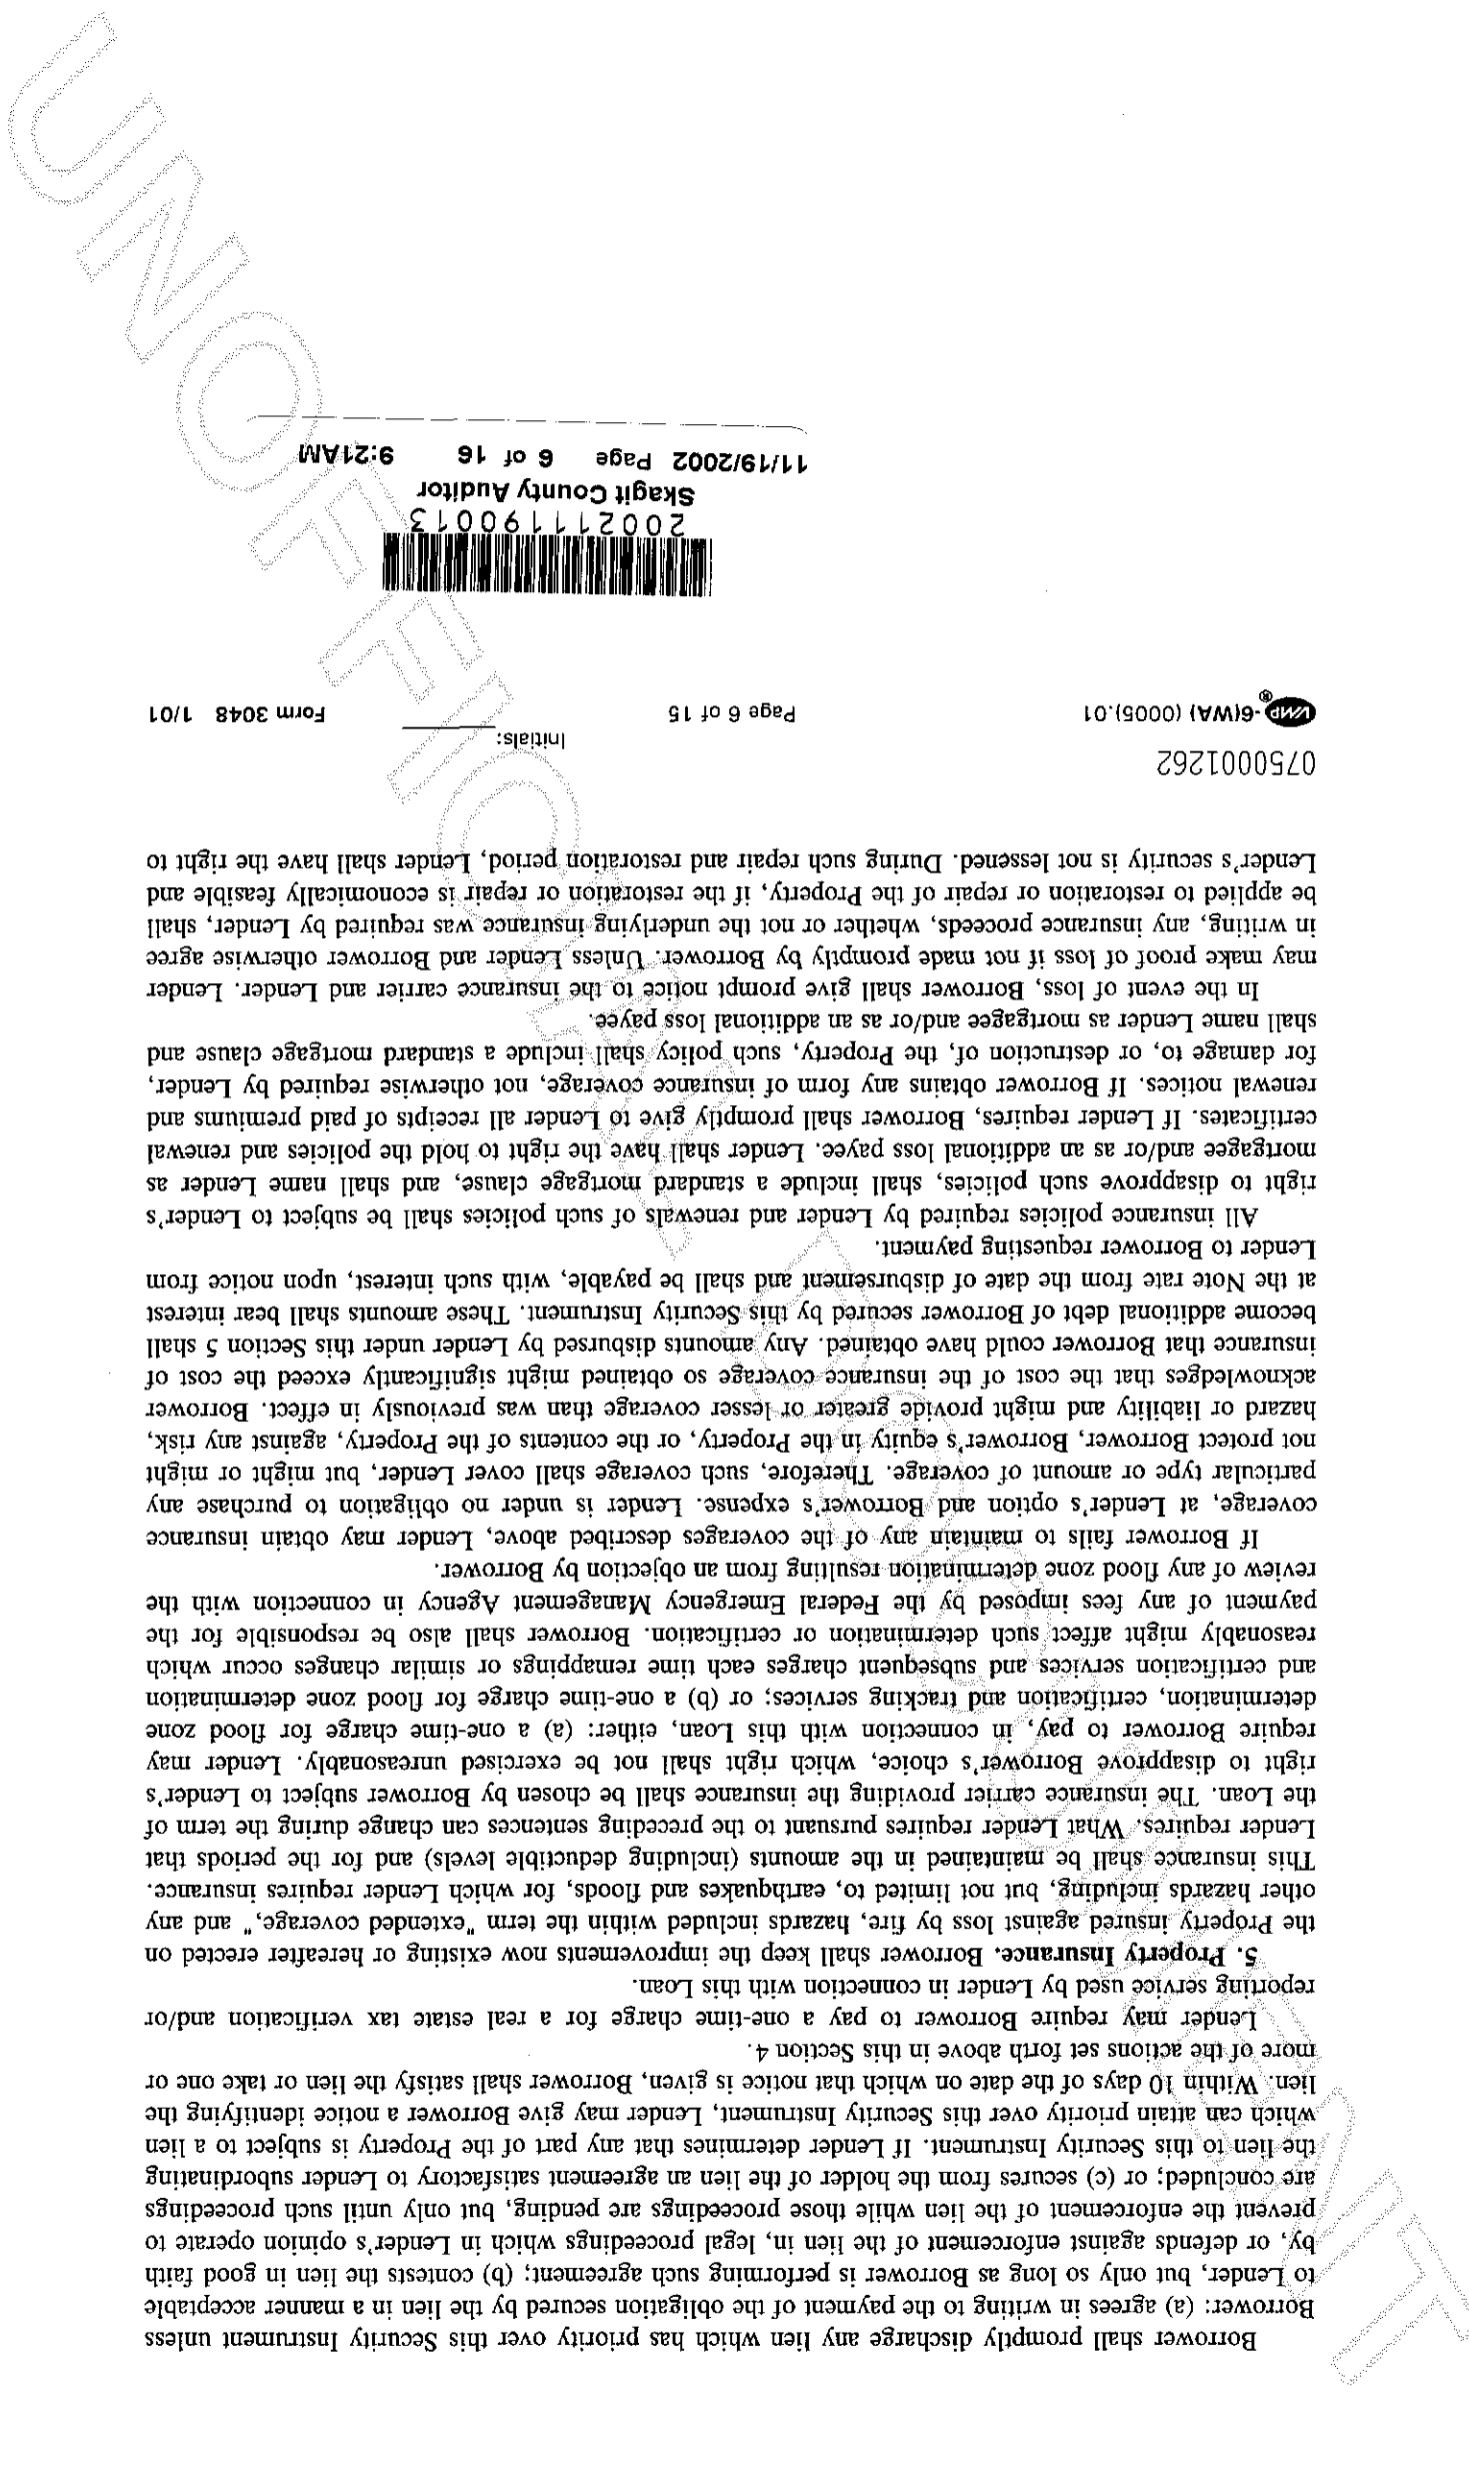 Borrower shall promptly discharge any lien which has priority over this Security Instrument unless
Borrower: (a) agrees in writing to the payment of the obligation secured by the lien in a manner acceptable
to Lender, but only so long as Borrower is performing such agreement; (b) contests the lien in good faith
by, or defends against enforcement of the lien in, legal proceedings which in Lender's opinion operate to
prevent the enforcement of the lien while those proceedings are pending, but only until such proceedings
are concluded; or (c) secures from the holder of the lien an agreement satisfactory to Lender subordinating
the lien to this Security Instrument. If Lender determines that any part of the Property is subject to a lien
which can attain priority over this Security Instrument, Lender may give Borrower a notice identifying the
lien. Within 10 days of the date on which that notice is given, Borrower shall satisfy the lien or take one or
more of the actions set forth above in this Section 4.
Lender may require Borrower to pay a one-time charge for a real estate tax verification and/or
reporting service used by Lender in connection with this Loan.
5. Property Insurance. Borrower shall keep the improvements now existing or hereafter erected on
the Property insured against loss by fire, hazards included within the term "extended coverage," and any
other hazards including, but not limited to, earthquakes and floods, for which Lender requires insurance.
This insurance shall be maintained in the amounts (including deductible levels) and for the periods that
Lender requires. What Lender requires pursuant to the preceding sentences can change during the term of
the Loan. The insurance carrier providing the insurance shall be chosen by Borrower subject to Lender's
right to disapprove Borrower's choice, which right shall not be exercised unreasonably. Lender may
require Borrower to pay, in connection with this Loan, either: (a) a one-time charge for flood zone
determination, certification and tracking services; or (b) a one-time charge for flood zone determination
and certification services and subsequent charges each time remappings or similar changes occur which
reasonably might affect such determination or certification. Borrower shall also be responsible for the
payment of any fees imposed by the Federal Emergency Management Agency in connection with the
review of any flood zone determination resulting from an objection by Borrower.
If Borrower fails to maintain any of the coverages described above, Lender may obtain insurance
coverage, at Lender's option and Borrower's expense. Lender is under no obligation to purchase any
particular type or amount of coverage. Therefore, such coverage shall cover Lender, but might or might
not protect Borrower, Borrower's equity in the Property, or the contents of the Property, against any risk,
hazard or liability and might provide greater or lesser coverage than was previously in effect. Borrower
acknowledges that the cost of the insurance coverage so obtained might significantly exceed the cost of
insurance that Borrower could have obtained. Any amounts disbursed by Lender under this Section 5 shall
become additional debt of Borrower secured by this Security Instrument. These amounts shall bear interest
at the Note rate from the date of disbursement and shall be payable, with such interest, upon notice from
Lender to Borrower requesting payment.
All insurance policies required by Lender and renewals of such policies shall be subject to Lender's
right to disapprove such policies, shall include a standard mortgage clause, and shall name Lender as
mortgagee and/or as an additional loss payee. Lender shall have the right to hold the policies and renewal
certificates. If Lender requires, Borrower shall promptly give to Lender all receipts of paid premiums and
renewal notices. If Borrower obtains any form of insurance coverage, not otherwise required by Lender,
for damage to, or destruction of, the Property, such policy shall include a standard mortgage clause and
shall name Lender as mortgagee and/or as an additional loss payee.
In the event of loss, Borrower shall give prompt notice to the insurance carrier and Lender. Lender
may make proof of loss if not made promptly by Borrower. Unless Lender and Borrower otherwise agree
in writing, any insurance proceeds, whether or not the underlying insurance was required by Lender, shall
be applied to restoration or repair of the Property, if the restoration or repair is economically feasible and
Lender's security is not lessened. During such repair and restoration period, Lender shall have the right to
0750001262
Initials:
VMP®-6(WA) (0005).01 Page 6 of 15 Form 3048 1/01
200211190013
Skagit County Auditor
11/19/2002 Page 6 of 16 9:21AM
UNOFFICIAL DOCUMENT